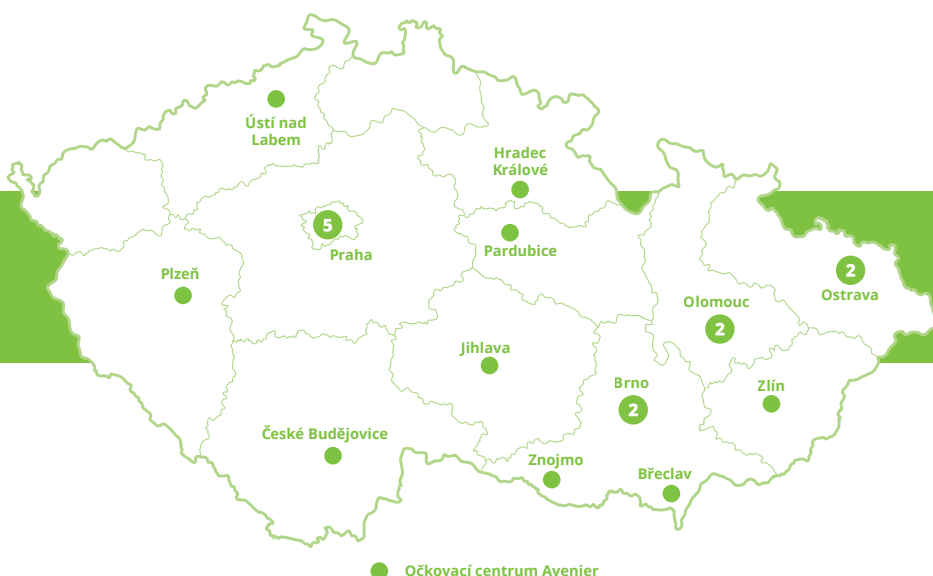 Ústí nad
Labem
Hradec
Králové
5
Praha
Pardubice
Plzeň
2
Ostrava
Olomouc
2
Jihlava
Brno
2
Zlín
České Budějovice
Znojmo
Břeclav
Očkovací centrum Avenier